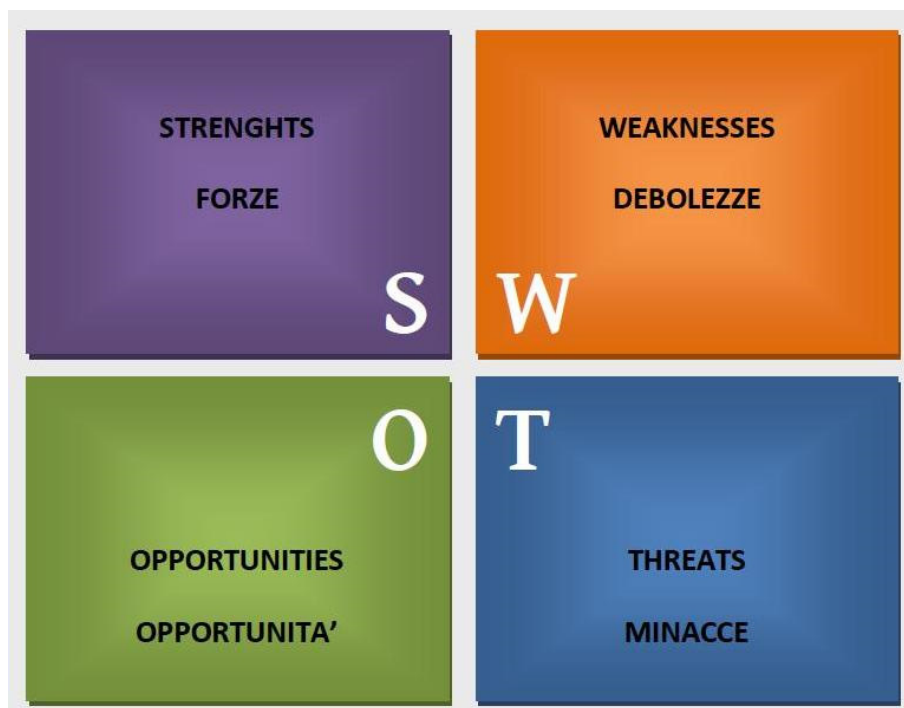 STRENGHTS
FORZE
S
WEAKNESSES
DEBOLEZZE
W
O
OPPORTUNITIES
OPPORTUNITA’
T
THREATS
MINACCE